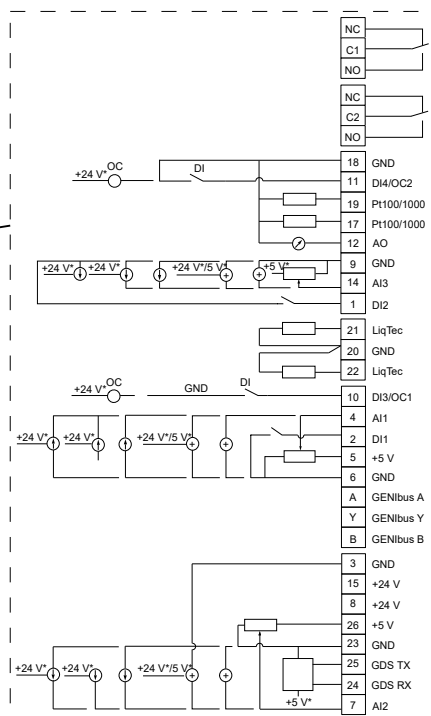 NC
C1
NO
NC
C2
NO
18 GND
+24 V* OC DI 11 DI4/OC2
19 Pt100/1000
17 Pt100/1000
12 AO
9 GND
+24 V* +24 V* +24 V*/5 V* +5 V*
14 AI3
1 DI2
21 LiqTec
20 GND
22 LiqTec
+24 V* OC GND DI 10 DI3/OC1
4 AI1
2 DI1
+24 V* +24 V* +24 V*/5 V*
5 +5 V
6 GND
A GENIbus A
Y GENIbus Y
B GENIbus B
3 GND
15 +24 V
8 +24 V
26 +5 V
23 GND
25 GDS TX
+24 V* +24 V* +24 V*/5 V*
24 GDS RX
+5 V* 7 AI2